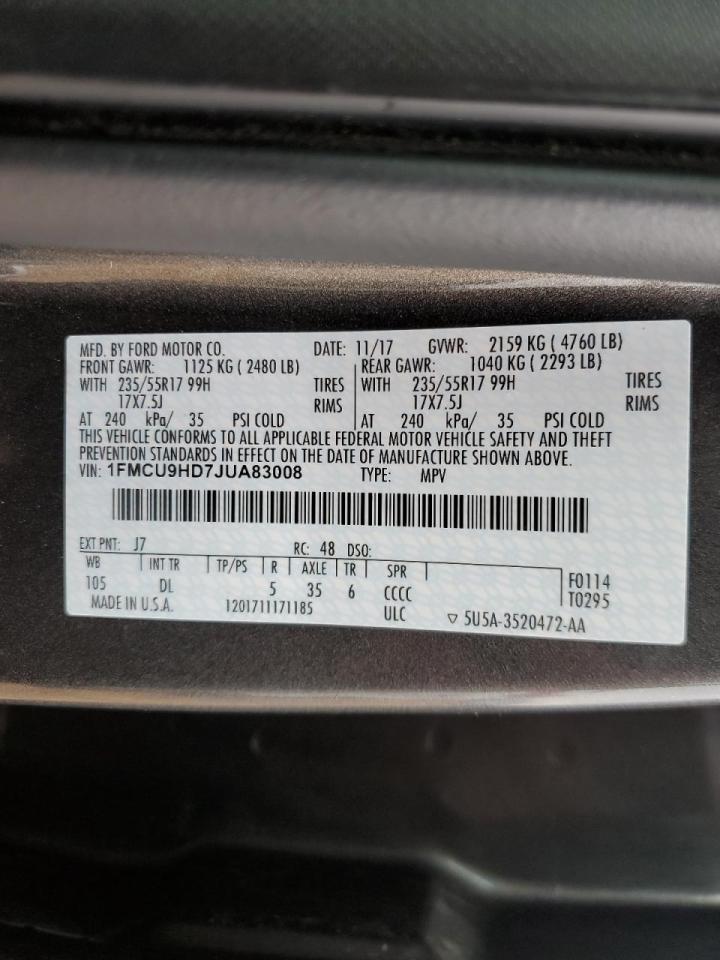 MFD. BY FORD MOTOR CO. DATE: 11/17 GVWR: 2159 KG ( 4760 LB)
FRONT GAWR: 1125 KG ( 2480 LB) REAR GAWR: 1040 KG ( 2293 LB)
WITH 235/55R17 99H TIRES WITH 235/55R17 99H TIRES
17X7.5J RIMS 17X7.5J RIMS
AT 240 kPa/ 35 PSI COLD AT 240 kPa/ 35 PSI COLD
THIS VEHICLE CONFORMS TO ALL APPLICABLE FEDERAL MOTOR VEHICLE SAFETY AND THEFT
PREVENTION STANDARDS IN EFFECT ON THE DATE OF MANUFACTURE SHOWN ABOVE.
VIN: 1FMCU9HD7JUA83008 TYPE: MPV
EXT PNT: J7 RC: 48 DSO:
WB INT TR TP/PS R AXLE TR SPR
105 DL 5 35 6 CCCC F0114
MADE IN U.S.A. 1201711171185 ULC ▽ 5U5A-3520472-AA T0295